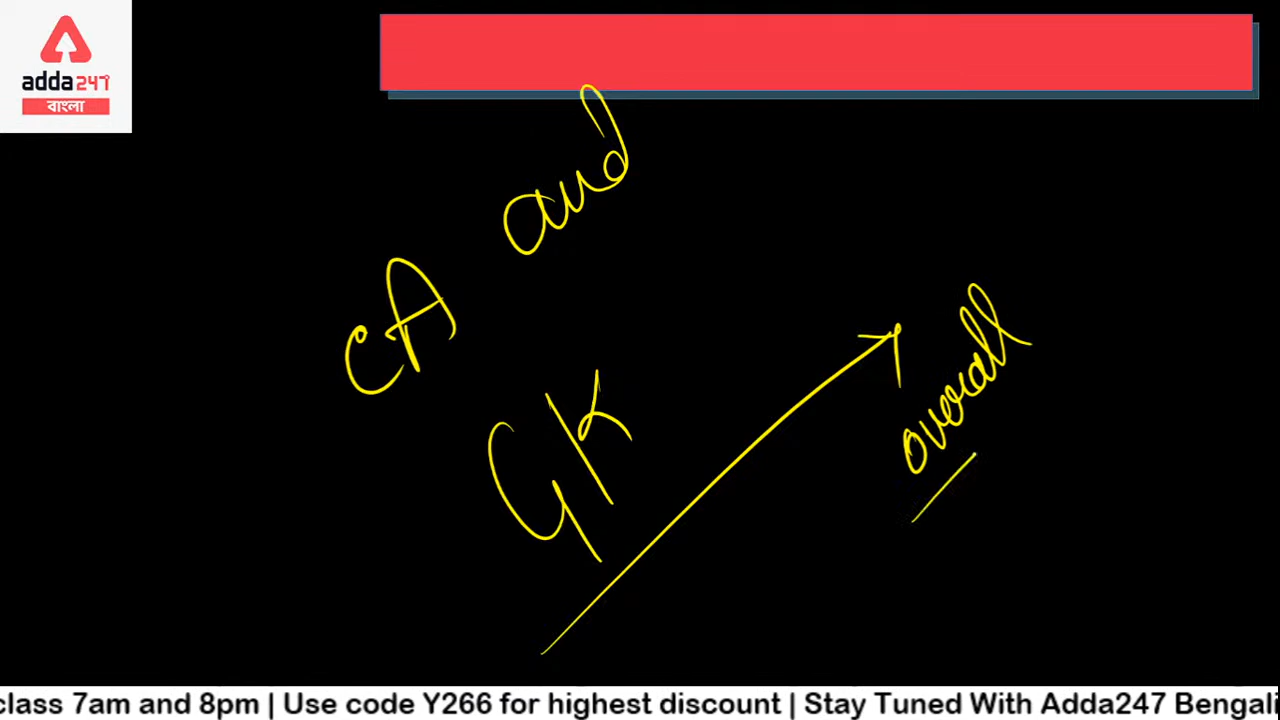 adda247
বাংলা
CA and
GK
overall
class 7am and 8pm | Use code Y266 for highest discount | Stay Tuned With Adda247 Bengali